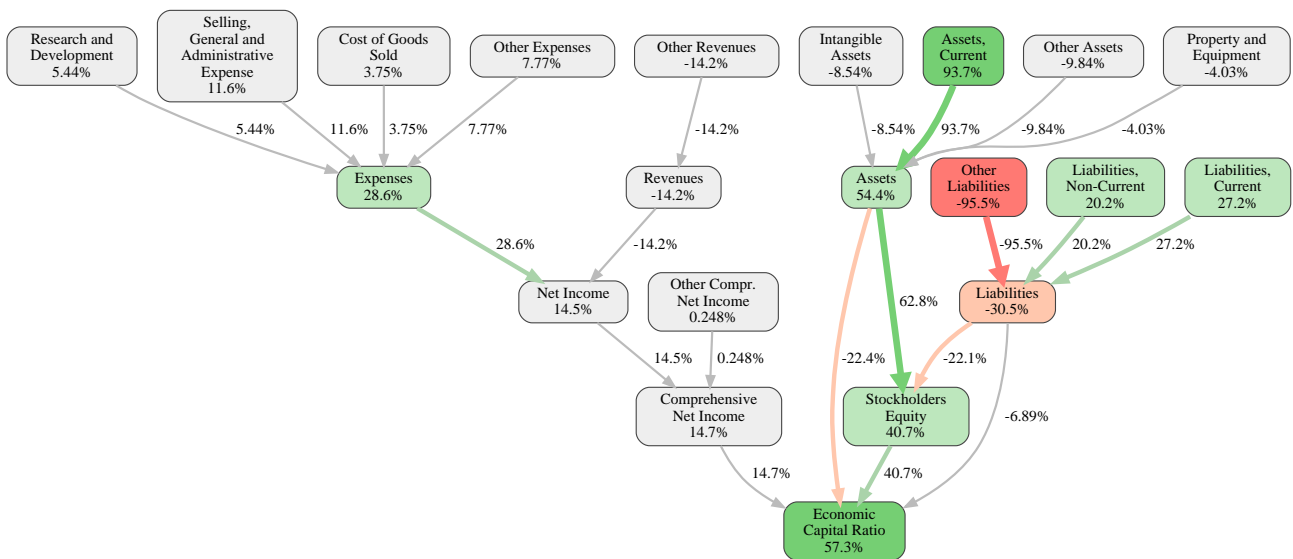 Research and
Development
5.44%
Selling,
General and
Administrative
Expense
11.6%
Cost of Goods
Sold
3.75%
Other Expenses
7.77%
Other Revenues
-14.2%
Intangible
Assets
-8.54%
Assets,
Current
93.7%
Other Assets
-9.84%
Property and
Equipment
-4.03%
5.44%
11.6%
3.75%
7.77%
-14.2%
-8.54%
93.7%
-9.84%
-4.03%
Expenses
28.6%
Revenues
-14.2%
Assets
54.4%
Other
Liabilities
-95.5%
Liabilities,
Non-Current
20.2%
Liabilities,
Current
27.2%
28.6%
-14.2%
-95.5%
20.2%
27.2%
Net Income
14.5%
Other Compr.
Net Income
0.248%
62.8%
Liabilities
-30.5%
14.5%
0.248%
-22.4%
-22.1%
Comprehensive
Net Income
14.7%
Stockholders
Equity
40.7%
-6.89%
14.7%
40.7%
Economic
Capital Ratio
57.3%